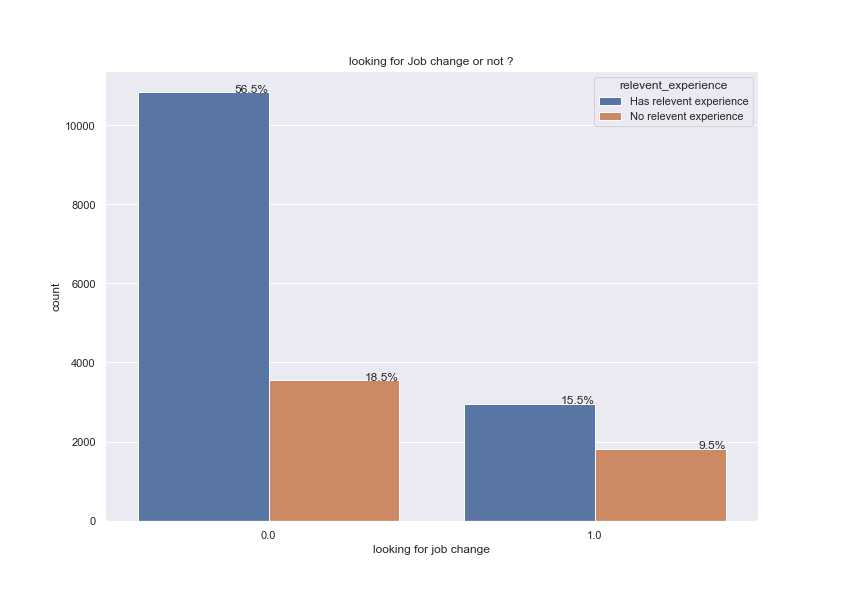 looking for Job change or not ?
relevent_experience
Has relevent experience
No relevent experience
56.5%
18.5%
15.5%
9.5%
10000
8000
6000
4000
2000
0
count
0.0
1.0
looking for job change